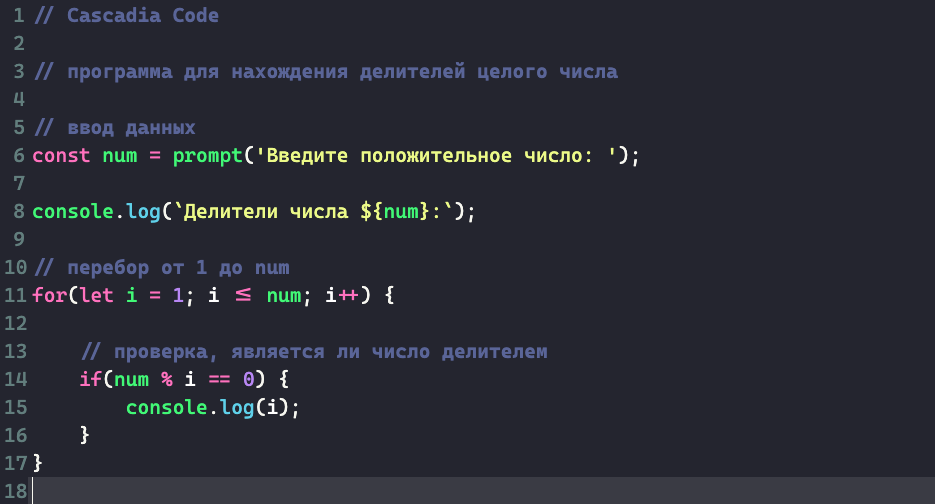 1 // Cascadia Code
2
3 // программа для нахождения делителей целого числа
4
5 // ввод данных
6 const num = prompt('Введите положительное число: ');
7
8 console.log(`Делители числа ${num}:`);
9
10 // перебор от 1 до num
11 for(let i = 1; i <= num; i++) {
12
13     // проверка, является ли число делителем
14     if(num % i == 0) {
15         console.log(i);
16     }
17 }
18